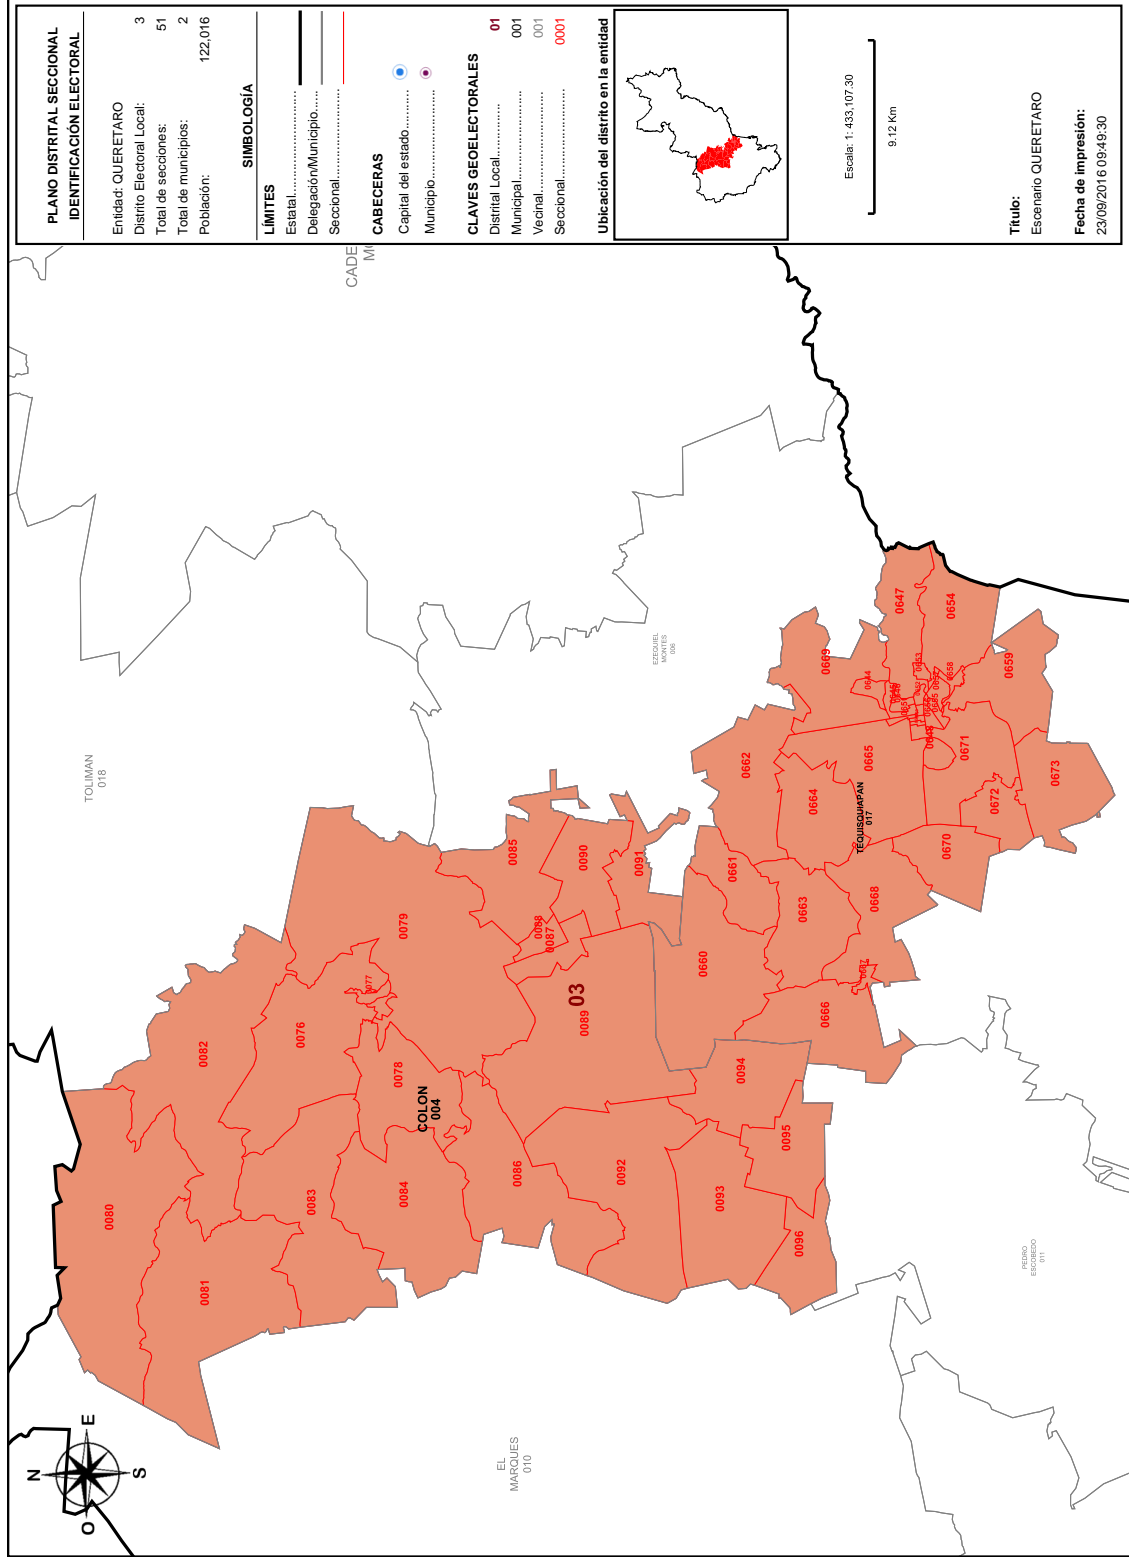 PLANO DISTRITAL SECCIONAL
IDENTIFICACIÓN ELECTORAL
Entidad: QUERETARO
Distrito Electoral Local: 3
Total de secciones: 51
Total de municipios: 2
Población: 122,016
SIMBOLOGÍA
LÍMITES
Estatal
Delegación/Municipio
Seccional
CABECERAS
Capital del estado
Municipio
CLAVES GEOELECTORALES
Distrital Local 01
Municipal 001
Vecinal 001
Seccional 0001
Ubicación del distrito en la entidad
Escala: 1: 433,107.30
9.12 Km
Título:
Escenario QUERETARO
Fecha de impresión:
23/09/2016 09:49:30
N
E
S
O
TOLIMAN
018
CADE
MO
EZEQUIEL
MONTES
006
EL
MARQUES
010
PEDRO
ESCOBEDO
011
COLON
004
TEQUISQUIAPAN
017
03
0080
0081
0082
0076
0077
0083
0078
0079
0084
0085
0086
0087
0088
0089
0090
0091
0092
0093
0094
0095
0096
0660
0661
0662
0663
0664
0665
0666
0667
0668
0669
0670
0671
0672
0673
0644
0647
0651
0653
0654
0658
0659